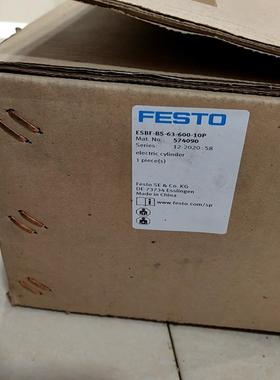 FESTO
ESBF-BS-63-600-10P
Mat. No. 574090
Series: 12-2020-58
electric cylinder
1 piece(s)
Festo SE & Co. KG
DE-73734 Esslingen
Made in China
www.festo.com/sp